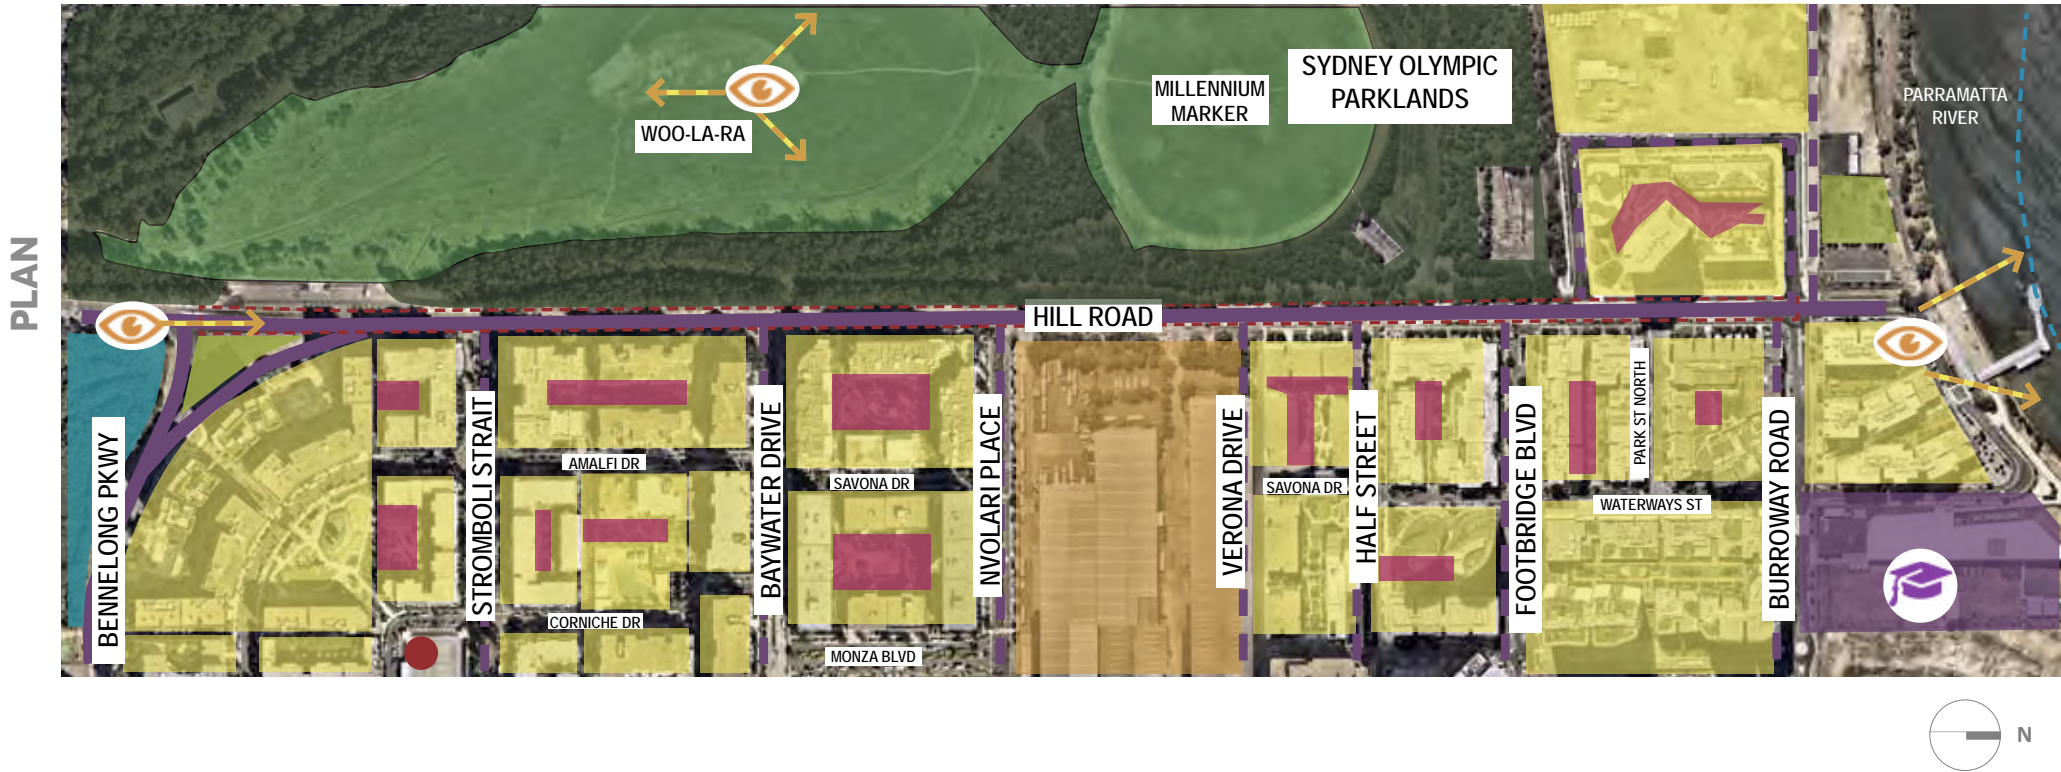 PLAN
SYDNEY OLYMPIC
PARKLANDS
MILLENNIUM
MARKER
WOO-LA-RA
PARRAMATTA
RIVER
HILL ROAD
BENNELONG PKWY
STROMBOLI STRAIT
BAYWATER DRIVE
NVOLARI PLACE
VERONA DRIVE
HALF STREET
FOOTBRIDGE BLVD
PARK ST NORTH
BURROWAY ROAD
AMALFI DR
SAVONA DR
SAVONA DR
WATERWAYS ST
CORNICHE DR
MONZA BLVD
N